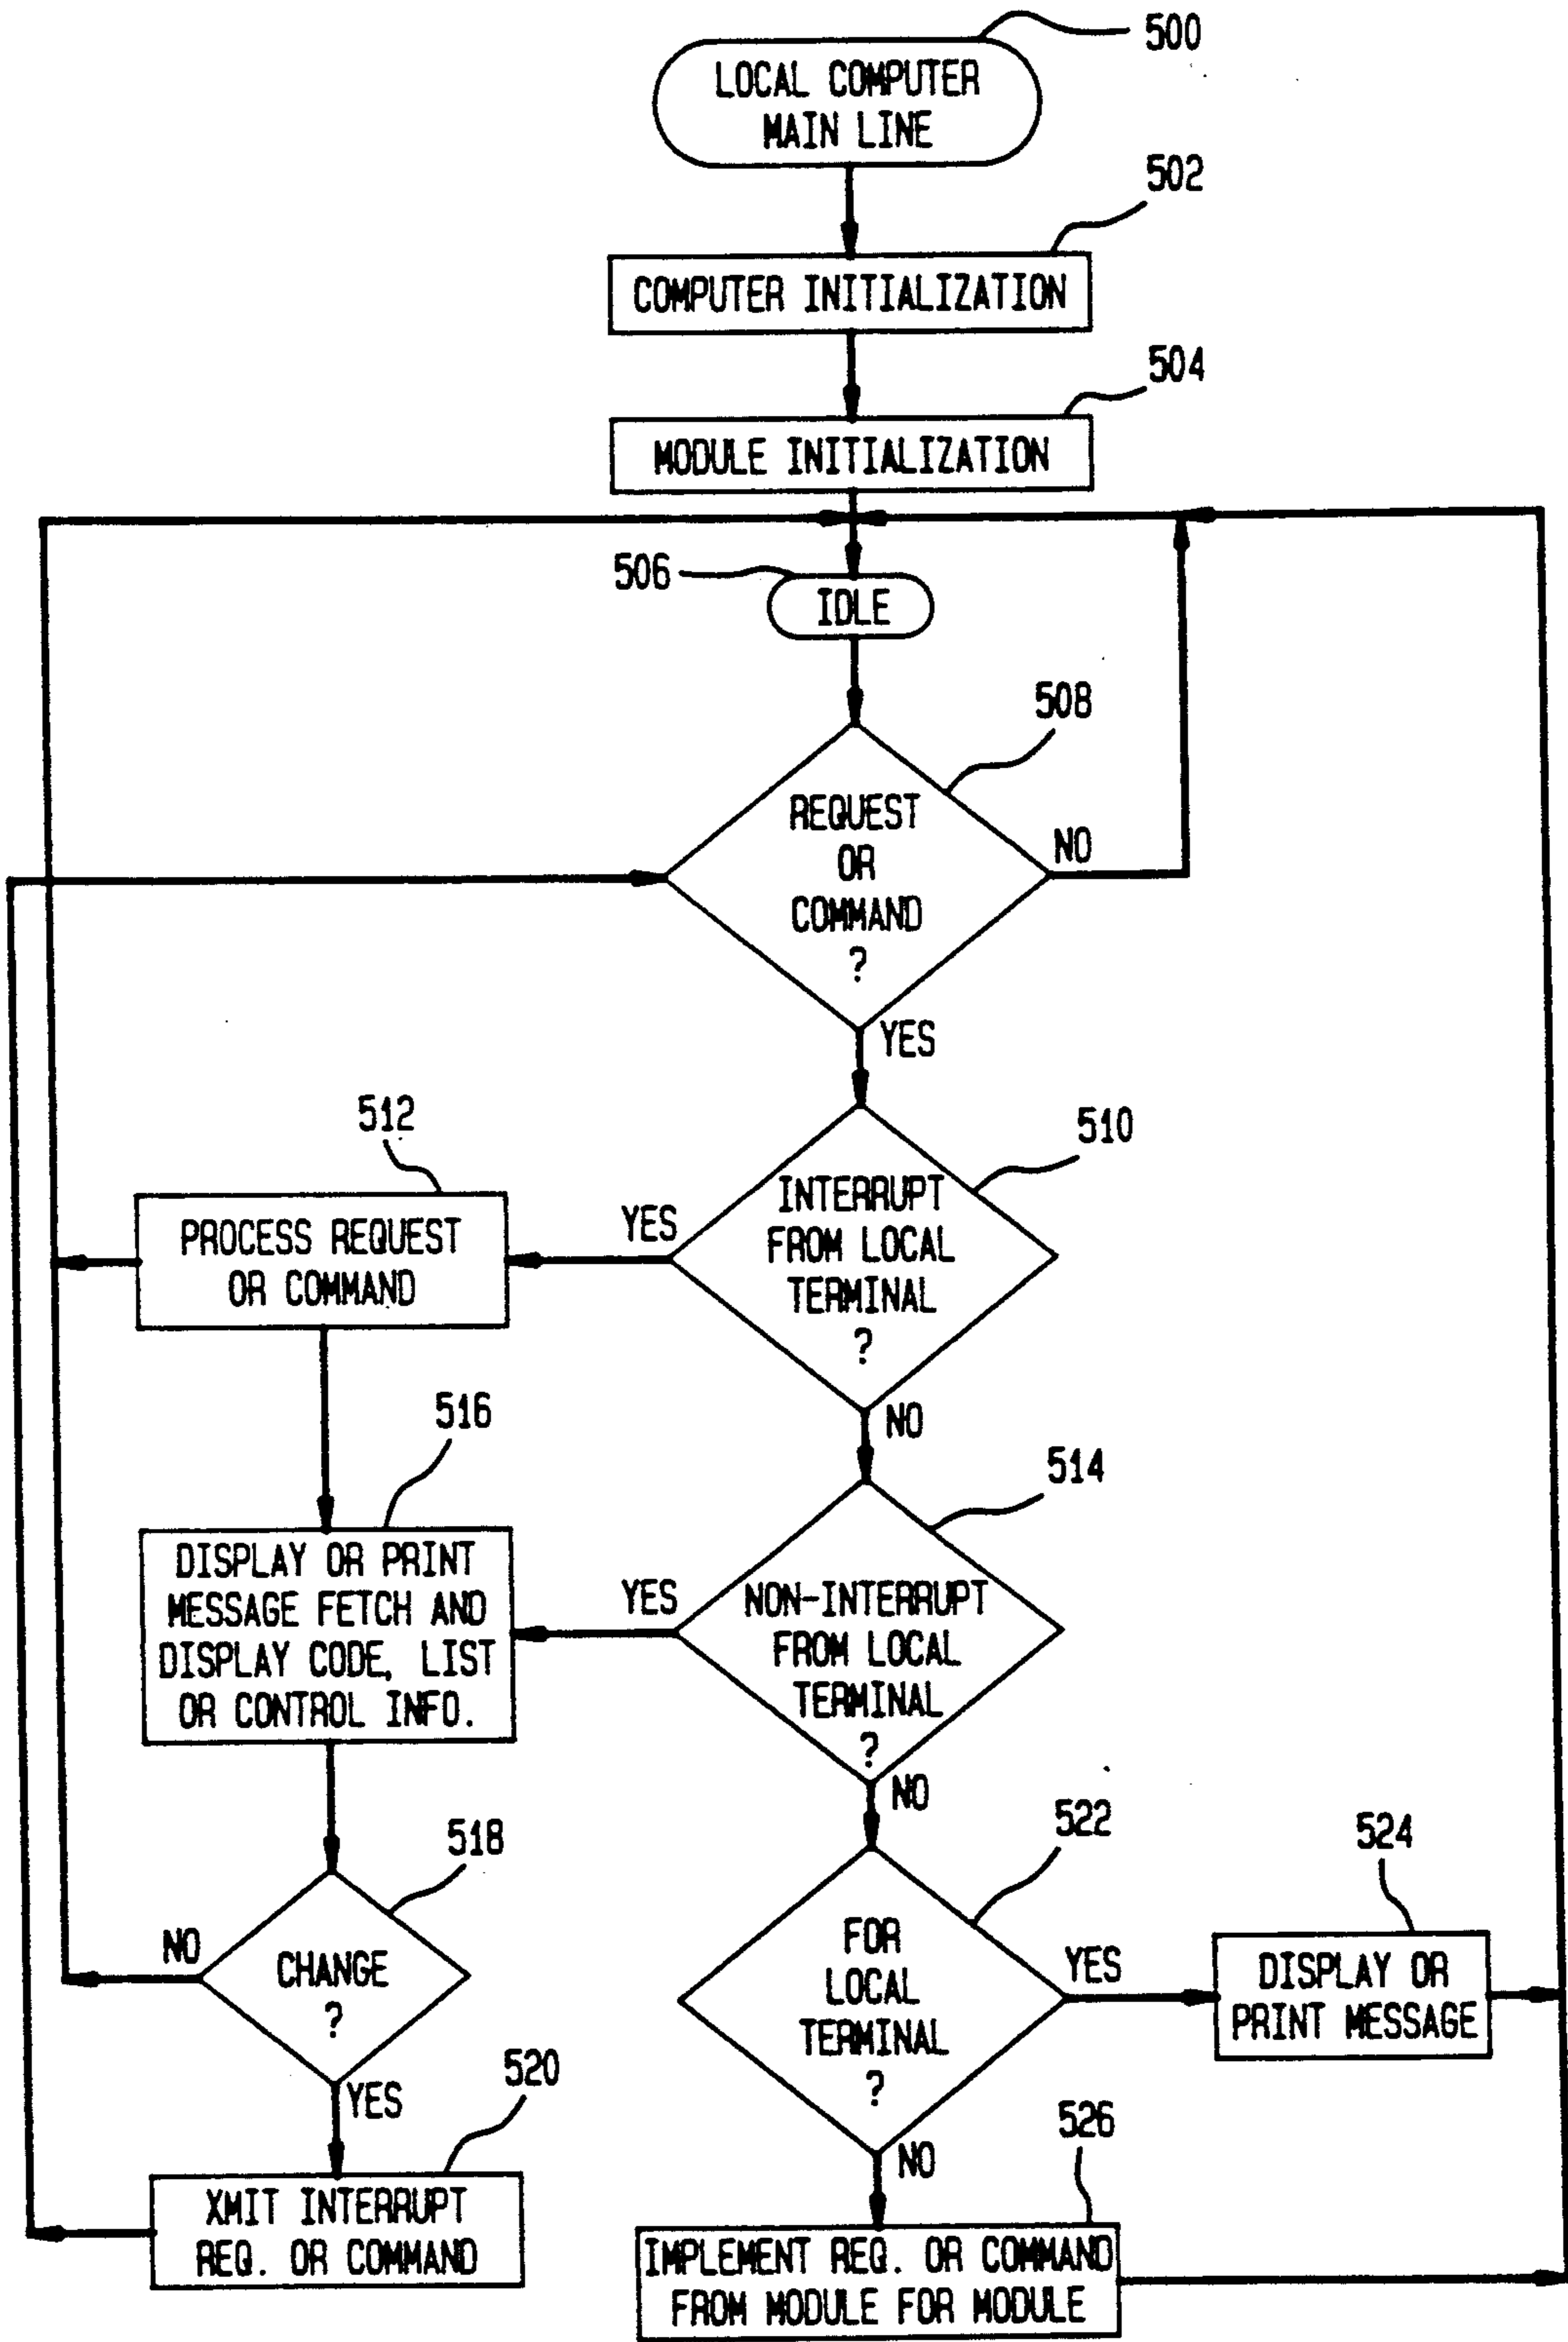 500
LOCAL COMPUTER
MAIN LINE
502
COMPUTER INITIALIZATION
504
MODULE INITIALIZATION
506
IDLE
508
REQUEST
OR
COMMAND
?
NO
YES
510
INTERRUPT
FROM LOCAL
TERMINAL
?
YES
NO
512
PROCESS REQUEST
OR COMMAND
514
NON-INTERRUPT
FROM LOCAL
TERMINAL
?
YES
NO
516
DISPLAY OR PRINT
MESSAGE FETCH AND
DISPLAY CODE, LIST
OR CONTROL INFO.
518
CHANGE
?
NO
YES
520
XMIT INTERRUPT
REQ. OR COMMAND
522
FOR
LOCAL
TERMINAL
?
YES
NO
524
DISPLAY OR
PRINT MESSAGE
526
IMPLEMENT REQ. OR COMMAND
FROM MODULE FOR MODULE